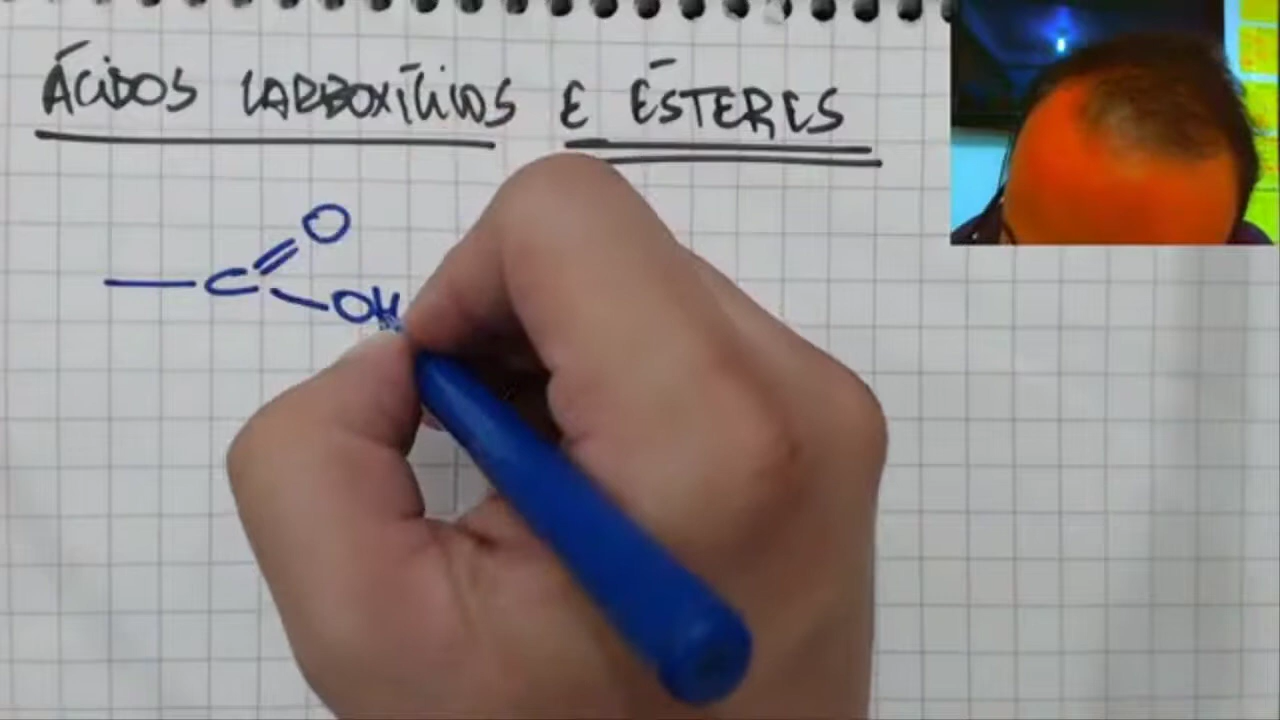 ÁCIDOS CARBOXÍLICOS E ÉSTERES
O
— C
OH